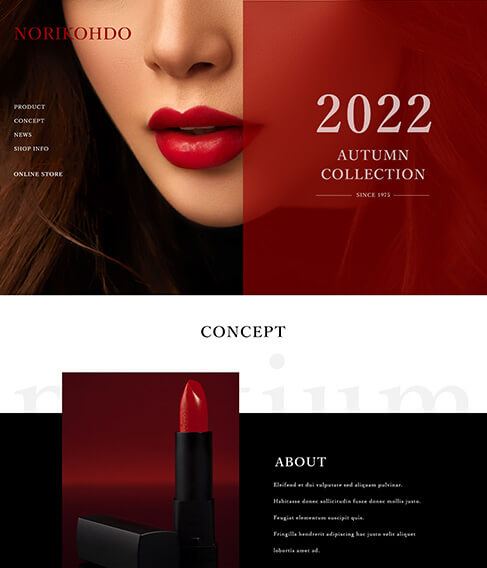 NORIKOHDO
PRODUCT
CONCEPT
NEWS
SHOP INFO
ONLINE STORE
2022
AUTUMN
COLLECTION
SINCE 1975
CONCEPT
ABOUT
Eleifend et dui vulputate sed aliquam pulvinar.
Habitasse donec sollicitudin fusce donec mollis justo.
Feugiat elementum suscipit quis.
Fringilla hendrerit adipiscing hac justo velit aliquet
lobortis amet ad.